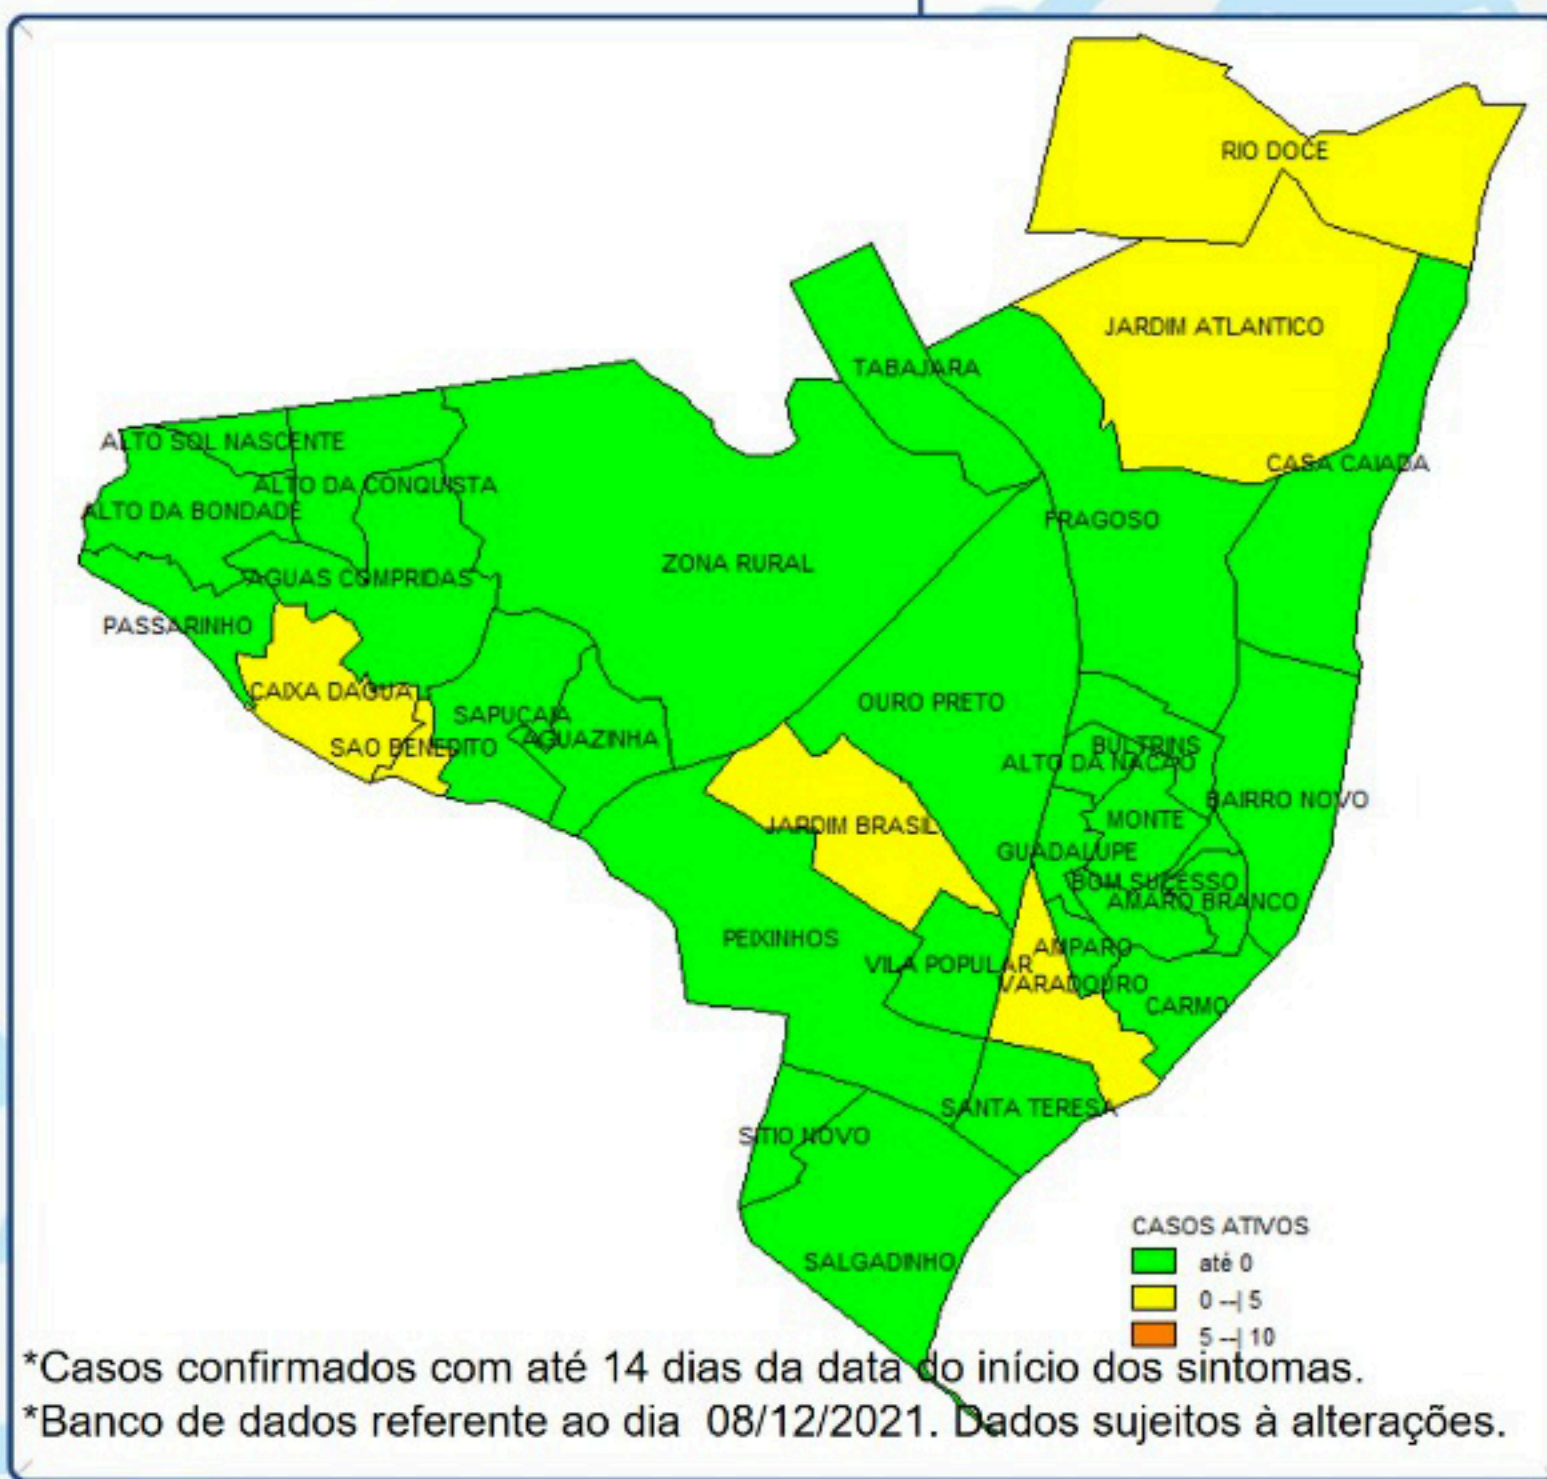 RIO DOCE
JARDIM ATLANTICO
TABAJARA
ALTO SOL NASCENTE
CASA CAIADA
ALTO DA CONQUISTA
ALTO DA BONDADE
FRAGOSO
ZONA RURAL
AGUAS COMPRIDAS
PASSARINHO
CAIXA DAGUA
OURO PRETO
SAPUCAIA
AGUAZINHA
SAO BENEDITO
BULTRINS
ALTO DA NACAO
BAIRRO NOVO
MONTE
JARDIM BRASIL
GUADALUPE
BOM SUCESSO
AMARO BRANCO
PEIXINHOS
AMPARO
VILA POPULAR
VARADOURO
CARMO
SANTA TERESA
SITIO NOVO
SALGADINHO
CASOS ATIVOS
até 0
0 --| 5
5 --| 10
*Casos confirmados com até 14 dias da data do início dos sintomas.
*Banco de dados referente ao dia 08/12/2021. Dados sujeitos à alterações.